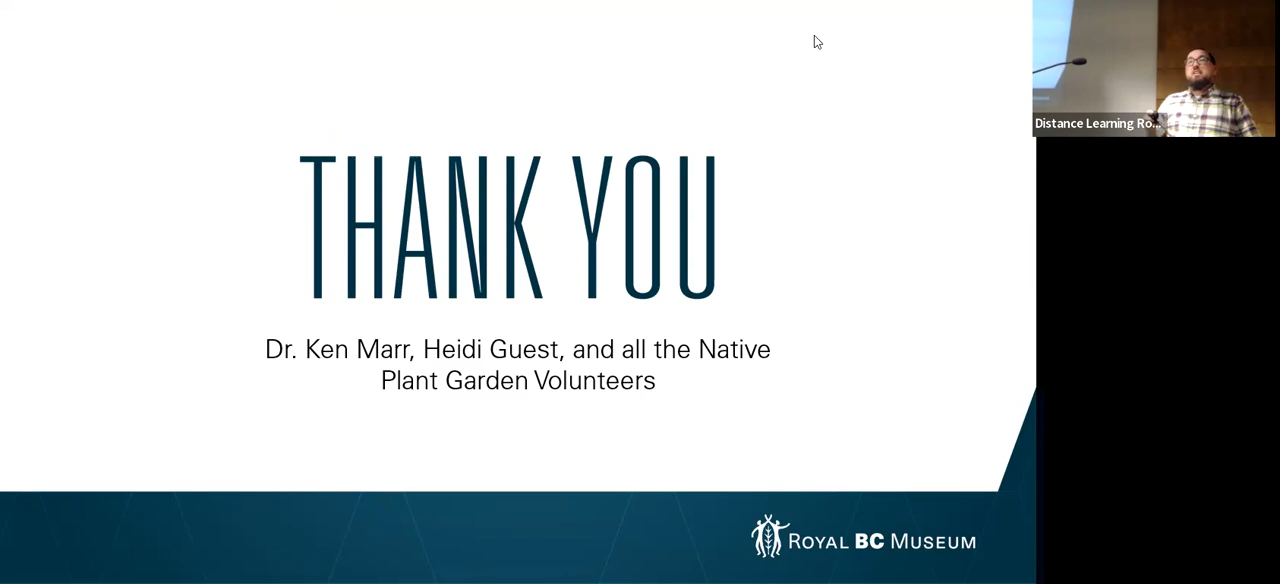 Distance Learning Ro...
THANK YOU
Dr. Ken Marr, Heidi Guest, and all the Native
Plant Garden Volunteers
ROYAL BC MUSEUM